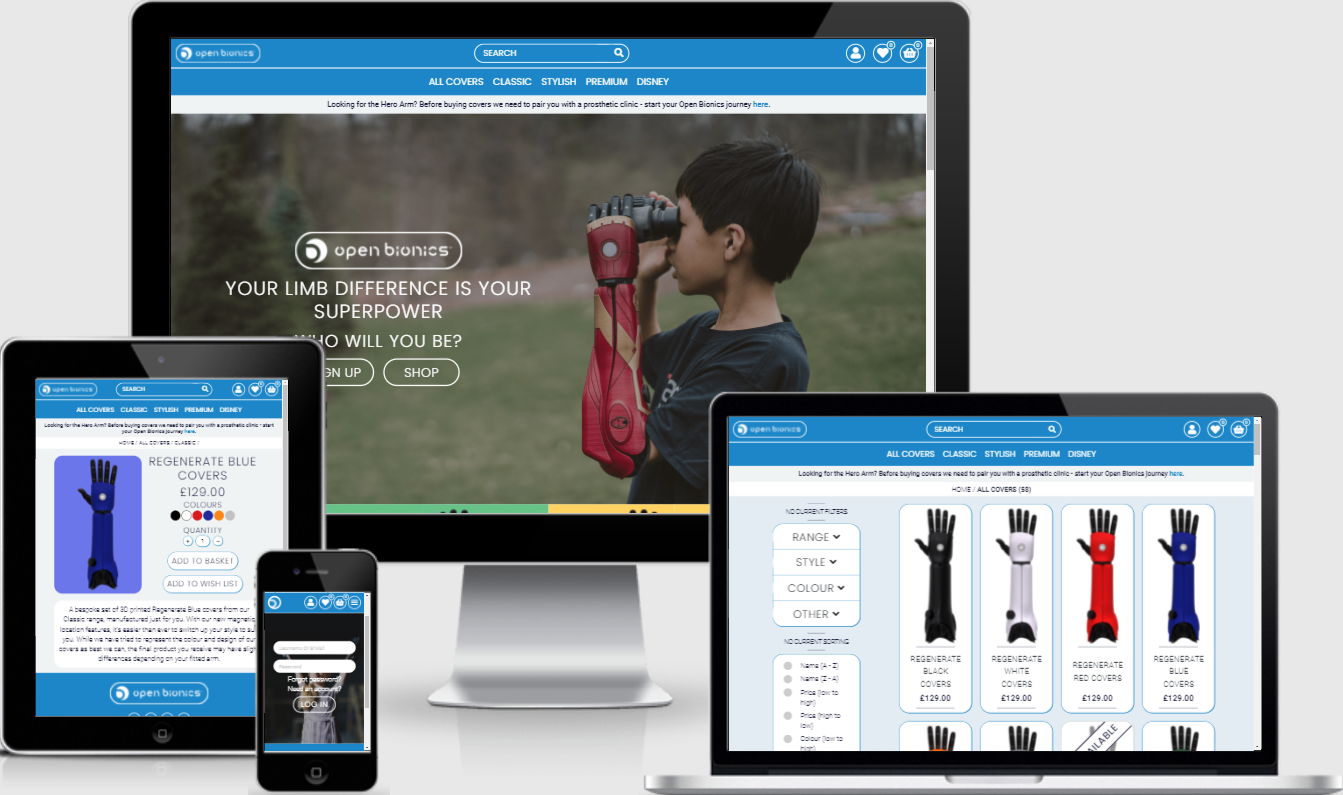 open bionics
SEARCH
0
0
ALL COVERS CLASSIC STYLISH PREMIUM DISNEY
Looking for the Hero Arm? Before buying covers we need to pair you with a prosthetic clinic - start your Open Bionics journey here.
open bionics
YOUR LIMB DIFFERENCE IS YOUR
SUPERPOWER
HO WILL YOU BE?
GN UP
SHOP
open bionics
SEARCH
0
0
ALL COVERS CLASSIC STYLISH PREMIUM DISNEY
Looking for the Hero Arm? Before buying covers we need to pair you with a prosthetic clinic - start
your Open Bionics journey here.
HOME / ALL COVERS / CLASSIC /
REGENERATE BLUE
COVERS
£129.00
COLOURS
QUANTITY
+ 1 -
ADD TO BASKET
ADD TO WISH LIST
A bespoke set of 3D printed Regenerate Blue covers from our
Classic range, manufactured just for you. With our new magnetic
location features, it's easier than ever to switch up your style to su
you. While we have tried to represent the colour and design of our
covers as best we can, the final product you receive may have sligh
differences depending on your fitted arm.
open bionics
Username or email
Password
Forgot password?
Need an account?
LOG IN
open bionics
SEARCH
0
0
ALL COVERS CLASSIC STYLISH PREMIUM DISNEY
Looking for the Hero Arm? Before buying covers we need to pair you with a prosthetic clinic - start your Open Bionics journey here.
HOME / ALL COVERS (58)
NO CURRENT FILTERS
RANGE
STYLE
COLOUR
OTHER
NO CURRENT SORTING
Name (A - Z)
Name (Z - A)
Price (low to
high)
Price (high to
low)
Colour (low to
high)
REGENERATE
BLACK
COVERS
£129.00
REGENERATE
WHITE
COVERS
£129.00
REGENERATE
RED COVERS
£129.00
REGENERATE
BLUE
COVERS
£129.00
AILABLE